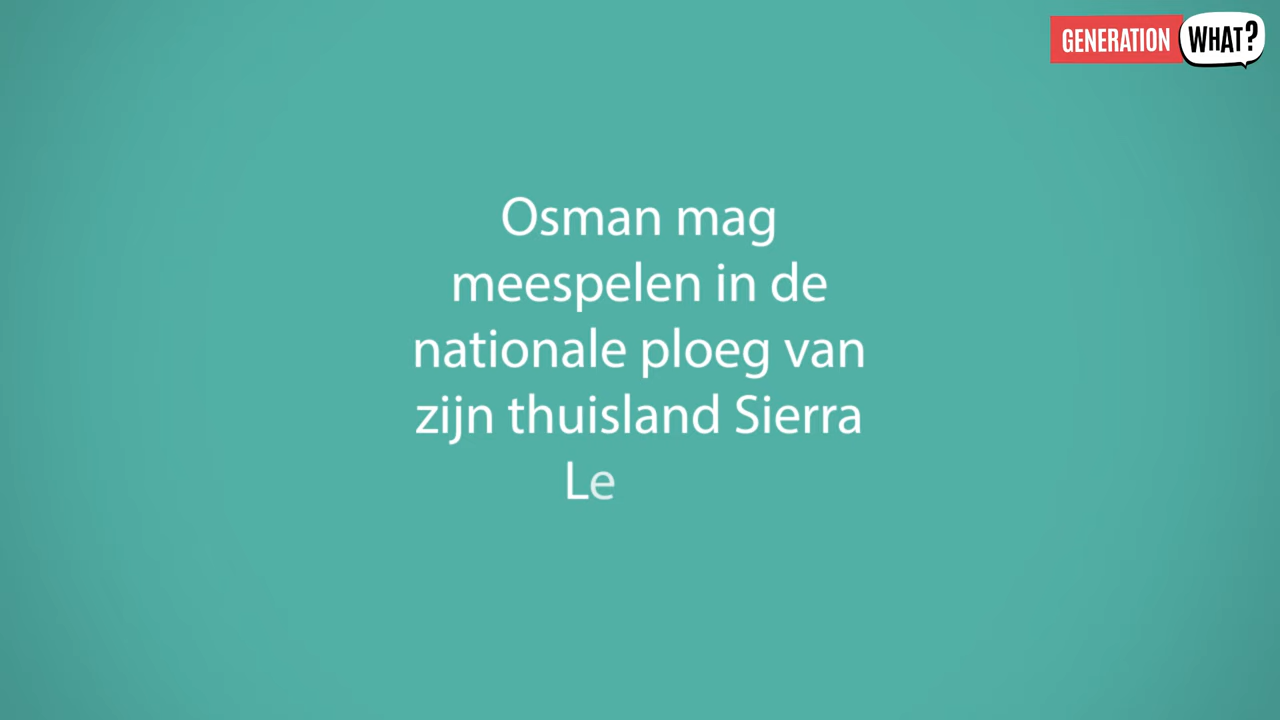 GENERATION WHAT?
Osman mag
meespelen in de
nationale ploeg van
zijn thuisland Sierra
Le